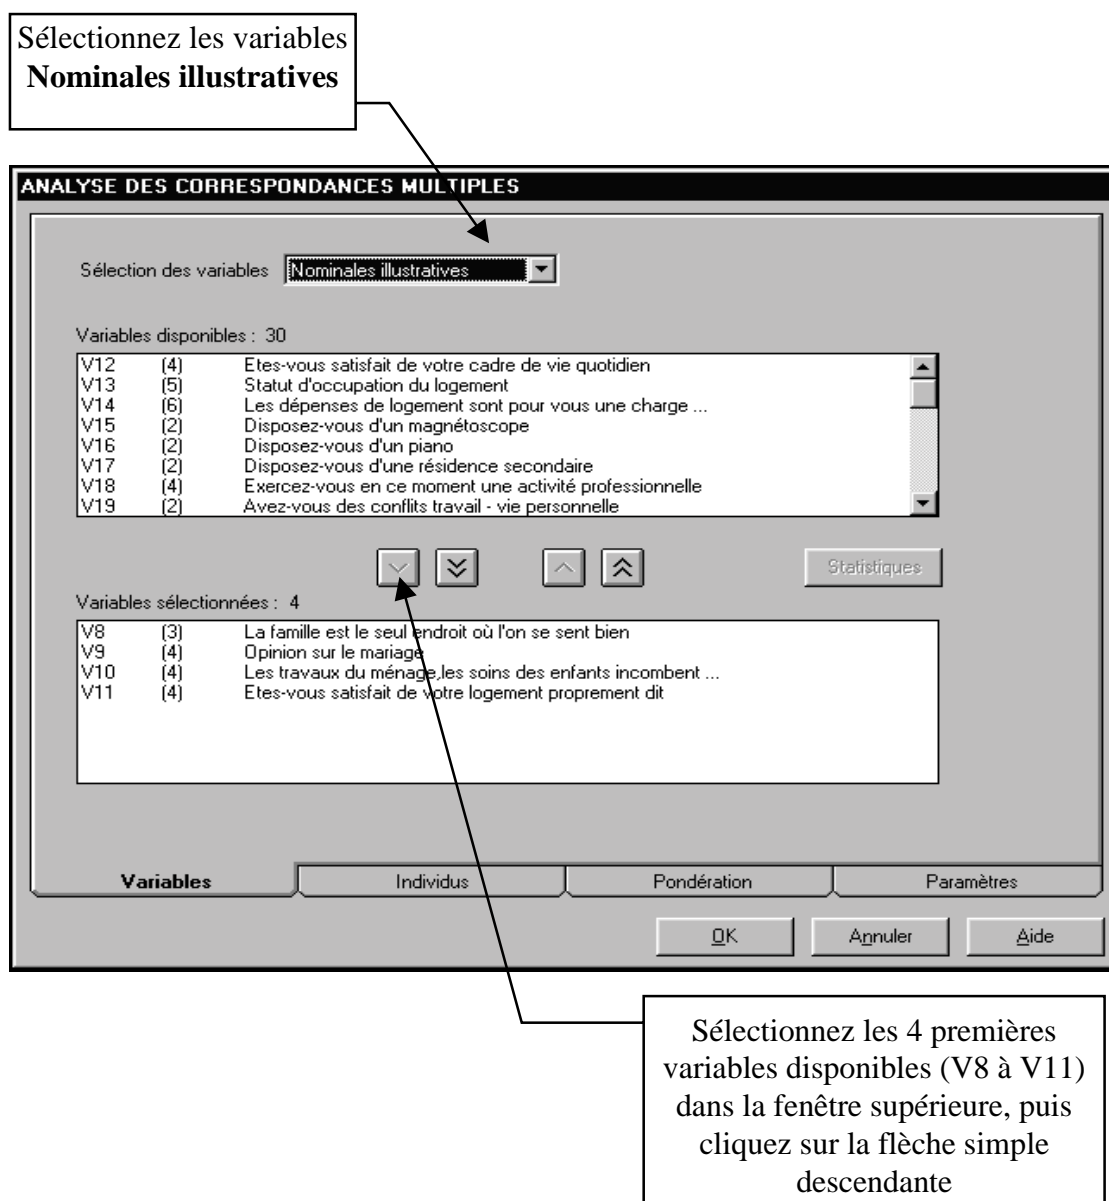 Sélectionnez les variables
Nominales illustratives
ANALYSE DES CORRESPONDANCES MULTIPLES
Sélection des variables Nominales illustratives
Variables disponibles : 30
V12 (4) Etes-vous satisfait de votre cadre de vie quotidien
V13 (5) Statut d'occupation du logement
V14 (6) Les dépenses de logement sont pour vous une charge ...
V15 (2) Disposez-vous d'un magnétoscope
V16 (2) Disposez-vous d'un piano
V17 (2) Disposez-vous d'une résidence secondaire
V18 (4) Exercez-vous en ce moment une activité professionnelle
V19 (2) Avez-vous des conflits travail - vie personnelle
Statistiques
Variables sélectionnées : 4
V8 (3) La famille est le seul endroit où l'on se sent bien
V9 (4) Opinion sur le mariage
V10 (4) Les travaux du ménage,les soins des enfants incombent ...
V11 (4) Etes-vous satisfait de votre logement proprement dit
Variables Individus Pondération Paramètres
OK Annuler Aide
Sélectionnez les 4 premières
variables disponibles (V8 à V11)
dans la fenêtre supérieure, puis
cliquez sur la flèche simple
descendante